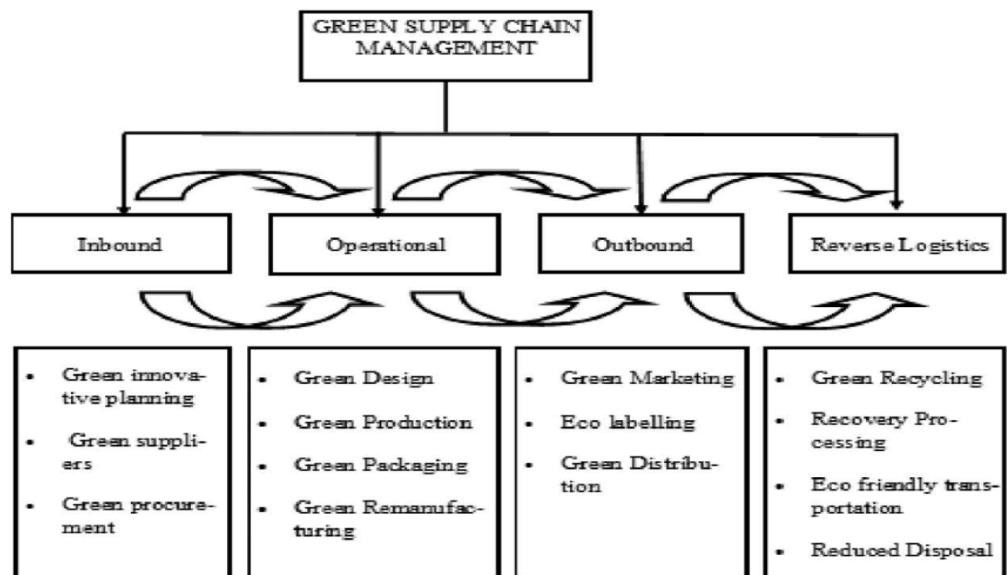 GREEN SUPPLY CHAIN
MANAGEMENT
Inbound
Operational
Outbound
Reverse Logistics
• Green innova-
tive planning
• Green suppli-
ers
• Green procure-
ment
• Green Design
• Green Production
• Green Packaging
• Green Remanufac-
turing
• Green Marketing
• Eco labelling
• Green Distribu-
tion
• Green Recycling
• Recovery Pro-
cessing
• Eco friendly trans-
portation
• Reduced Disposal